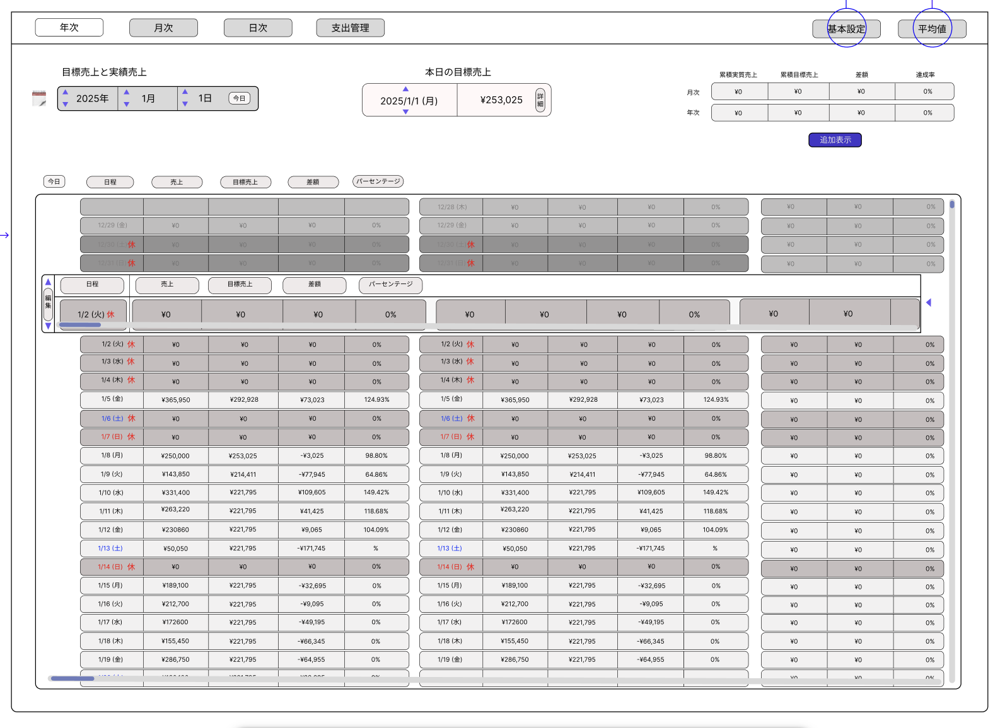 年次 月次 日次 支出管理 基本設定 平均値
目標売上と実績売上 本日の目標売上
累積実質売上 累積目標売上 差額 達成率
2025年 1月 1日 今日
2025/1/1 (月) ¥253,025 詳細
月次 ¥0 ¥0 ¥0 0%
年次 ¥0 ¥0 ¥0 0%
追加表示
今日 日程 売上 目標売上 差額 パーセンテージ
12/28 (木) ¥0 ¥0 ¥0 0% ¥0 ¥0 0%
12/29 (金) ¥0 ¥0 ¥0 0% 12/29 (金) ¥0 ¥0 ¥0 0% ¥0 ¥0 0%
12/30 (土) 休 ¥0 ¥0 ¥0 0% 12/30 (土) 休 ¥0 ¥0 ¥0 0% ¥0 ¥0 0%
12/31 (日) 休 ¥0 ¥0 ¥0 0% 12/31 (日) 休 ¥0 ¥0 ¥0 0% ¥0 ¥0 0%
編集
日程 売上 目標売上 差額 パーセンテージ
1/2 (火) 休 ¥0 ¥0 ¥0 0% ¥0 ¥0 ¥0 0% ¥0 ¥0
1/2 (火) 休 ¥0 ¥0 ¥0 0% 1/2 (火) 休 ¥0 ¥0 ¥0 0% ¥0 ¥0 0%
1/3 (水) 休 ¥0 ¥0 ¥0 0% 1/3 (水) 休 ¥0 ¥0 ¥0 0% ¥0 ¥0 0%
1/4 (木) 休 ¥0 ¥0 ¥0 0% 1/4 (木) 休 ¥0 ¥0 ¥0 0% ¥0 ¥0 0%
1/5 (金) ¥365,950 ¥292,928 ¥73,023 124.93% 1/5 (金) ¥365,950 ¥292,928 ¥73,023 124.93% ¥0 ¥0 0%
1/6 (土) 休 ¥0 ¥0 ¥0 0% 1/6 (土) 休 ¥0 ¥0 ¥0 0% ¥0 ¥0 0%
1/7 (日) 休 ¥0 ¥0 ¥0 0% 1/7 (日) 休 ¥0 ¥0 ¥0 0% ¥0 ¥0 0%
1/8 (月) ¥250,000 ¥253,025 -¥3,025 98.80% 1/8 (月) ¥250,000 ¥253,025 -¥3,025 98.80% ¥0 ¥0 0%
1/9 (火) ¥143,850 ¥214,411 -¥77,945 64.86% 1/9 (火) ¥143,850 ¥214,411 -¥77,945 64.86% ¥0 ¥0 0%
1/10 (水) ¥331,400 ¥221,795 ¥109,605 149.42% 1/10 (水) ¥331,400 ¥221,795 ¥109,605 149.42% ¥0 ¥0 0%
1/11 (木) ¥263,220 ¥221,795 ¥41,425 118.68% 1/11 (木) ¥263,220 ¥221,795 ¥41,425 118.68% ¥0 ¥0 0%
1/12 (金) ¥230860 ¥221,795 ¥9,065 104.09% 1/12 (金) ¥230860 ¥221,795 ¥9,065 104.09% ¥0 ¥0 0%
1/13 (土) ¥50,050 ¥221,795 -¥171,745 % 1/13 (土) ¥50,050 ¥221,795 -¥171,745 % ¥0 ¥0 0%
1/14 (日) 休 ¥0 ¥0 ¥0 0% 1/14 (日) 休 ¥0 ¥0 ¥0 0% ¥0 ¥0 0%
1/15 (月) ¥189,100 ¥221,795 -¥32,695 0% 1/15 (月) ¥189,100 ¥221,795 -¥32,695 0% ¥0 ¥0 0%
1/16 (火) ¥212,700 ¥221,795 -¥9,095 0% 1/16 (火) ¥212,700 ¥221,795 -¥9,095 0% ¥0 ¥0 0%
1/17 (水) ¥172600 ¥221,795 -¥49,195 0% 1/17 (水) ¥172600 ¥221,795 -¥49,195 0% ¥0 ¥0 0%
1/18 (木) ¥155,450 ¥221,795 -¥66,345 0% 1/18 (木) ¥155,450 ¥221,795 -¥66,345 0% ¥0 ¥0 0%
1/19 (金) ¥286,750 ¥221,795 -¥64,955 0% 1/19 (金) ¥286,750 ¥221,795 -¥64,955 0% ¥0 ¥0 0%
¥0 ¥0 0%